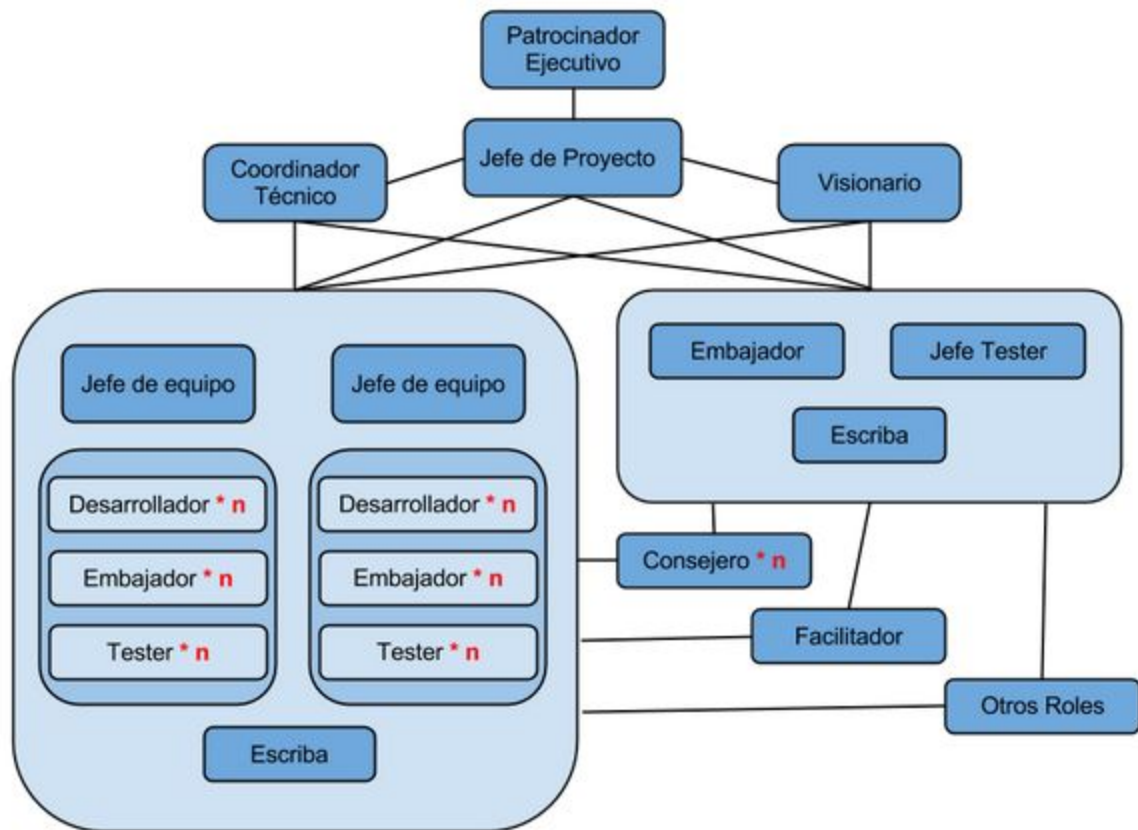 Patrocinador
Ejecutivo
Jefe de Proyecto
Coordinador
Técnico
Visionario
Jefe de equipo
Jefe de equipo
Desarrollador * n
Desarrollador * n
Embajador * n
Embajador * n
Tester * n
Tester * n
Escriba
Embajador
Jefe Tester
Escriba
Consejero * n
Facilitador
Otros Roles